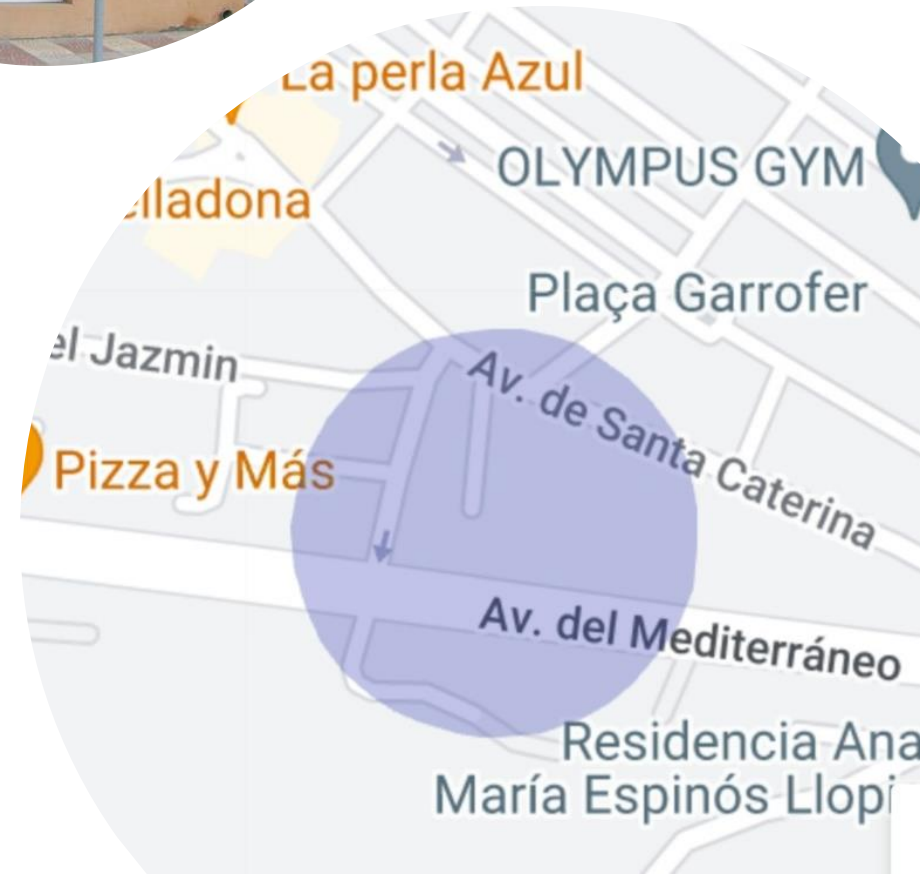 La perla Azul
OLYMPUS GYM
elladona
Plaça Garrofer
el Jazmin
Av. de Santa Caterina
Pizza y Más
Av. del Mediterráneo
Residencia Ana
María Espinós Llopi